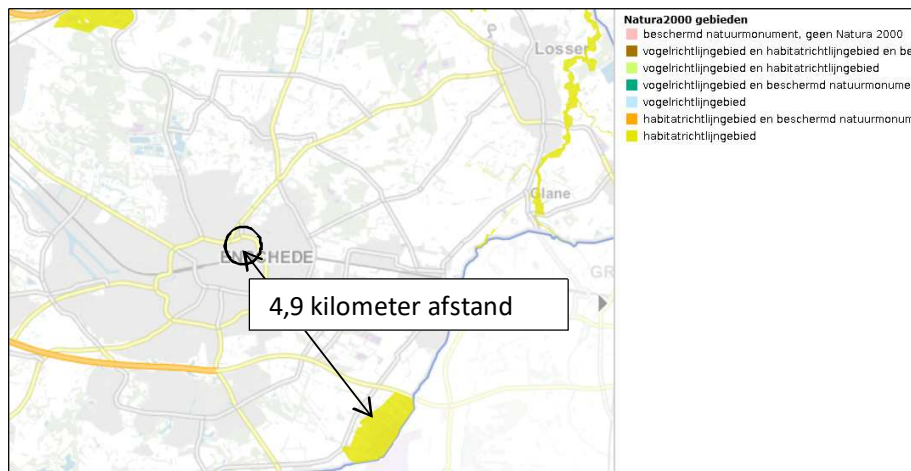 Natura2000 gebieden
beschermd natuurmonument, geen Natura 2000
vogelrichtlijngebied en habitatrichtlijngebied en be
vogelrichtlijngebied en habitatrichtlijngebied
vogelrichtlijngebied en beschermd natuurmonume
vogelrichtlijngebied
habitatrichtlijngebied en beschermd natuurmonum
habitatrichtlijngebied
Losser
Glane
ENSCHEDE
GR
4,9 kilometer afstand